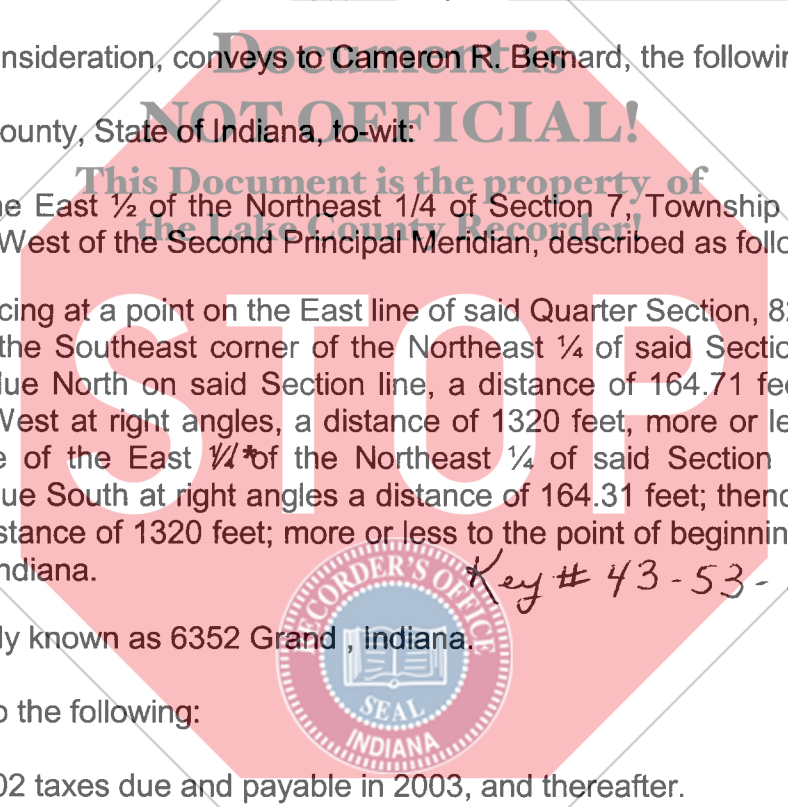 nsideration, conveys to Cameron R. Bernard, the followin
Document is
ounty, State of Indiana, to-wit:
NOT OFFICIAL!
This Document is the property of
e East ½ of the Northeast 1/4 of Section 7, Township
the Lake County Recorder!
West of the Second Principal Meridian, described as follo
cing at a point on the East line of said Quarter Section, 82
the Southeast corner of the Northeast ¼ of said Sectio
lue North on said Section line, a distance of 164.71 fee
West at right angles, a distance of 1320 feet, more or le
e of the East * of the Northeast ¼ of said Section
ue South at right angles a distance of 164.31 feet; thenc
stance of 1320 feet; more or less to the point of beginnin
ndiana.
Key # 43-53-
ly known as 6352 Grand , Indiana.
o the following:
02 taxes due and payable in 2003, and thereafter.
STOP
RECORDER'S OFFICE
SEAL
INDIANA